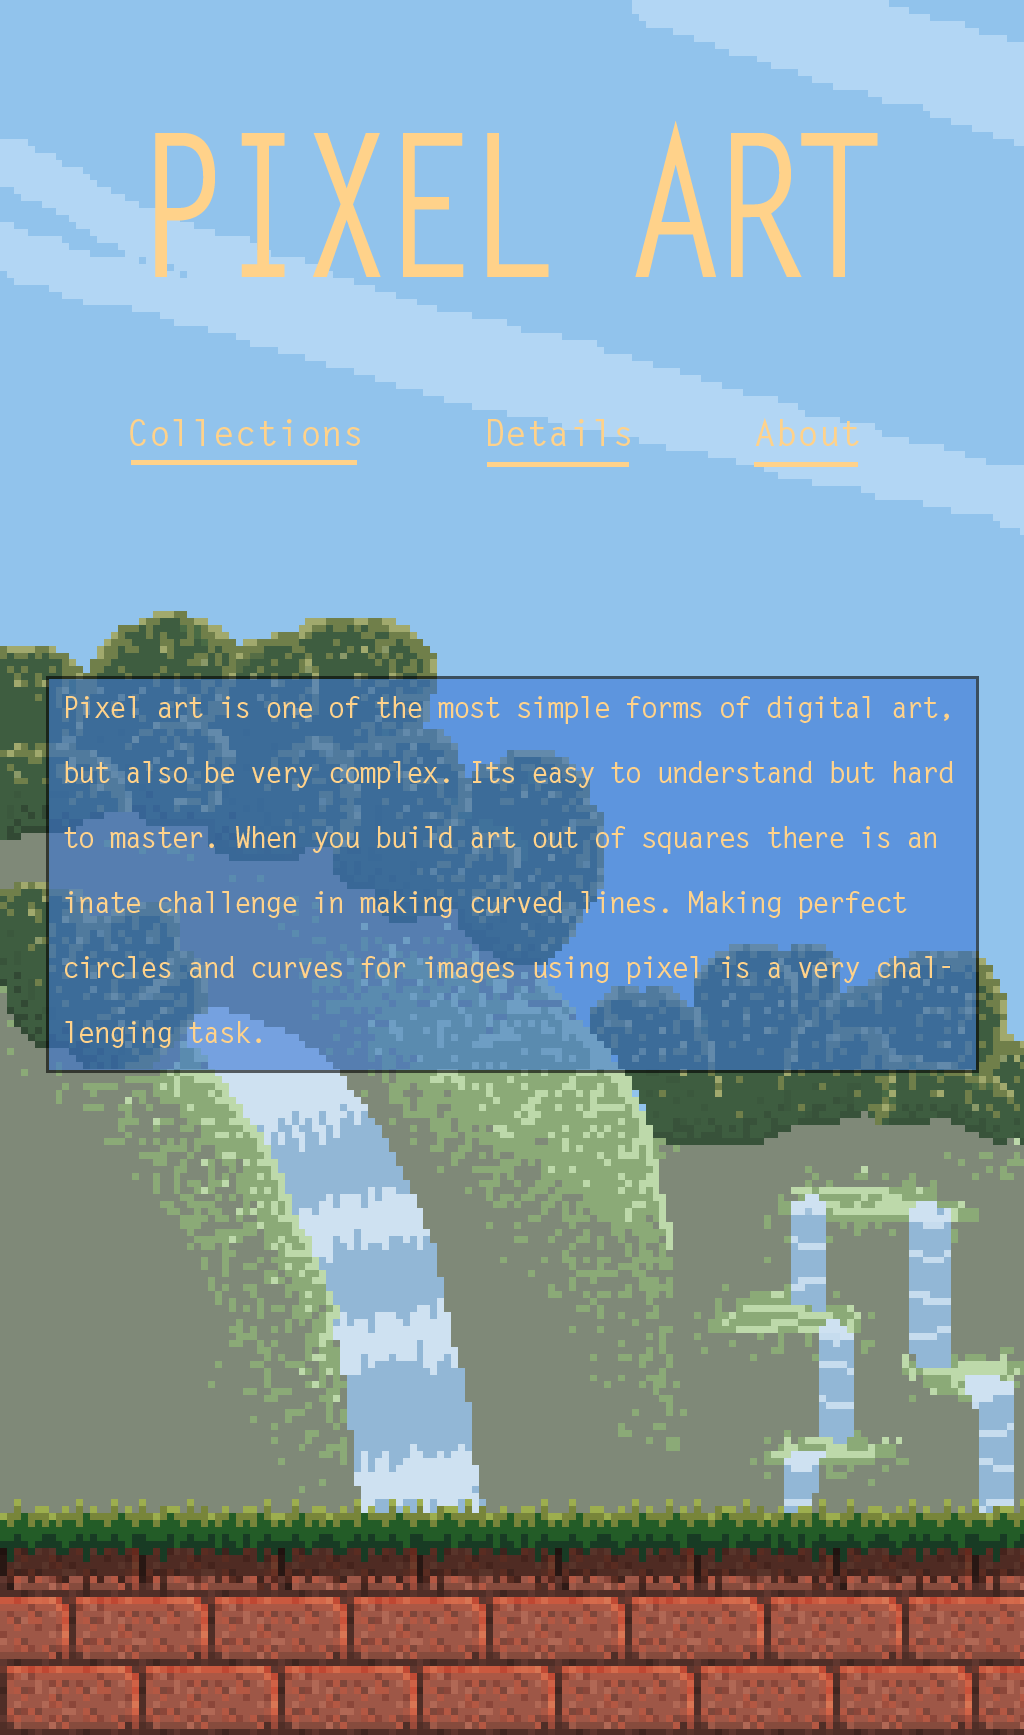 PIXEL ART
Collections Details About
Pixel art is one of the most simple forms of digital art,
but also be very complex. Its easy to understand but hard
to master. When you build art out of squares there is an
inate challenge in making curved lines. Making perfect
circles and curves for images using pixel is a very chal-
lenging task.